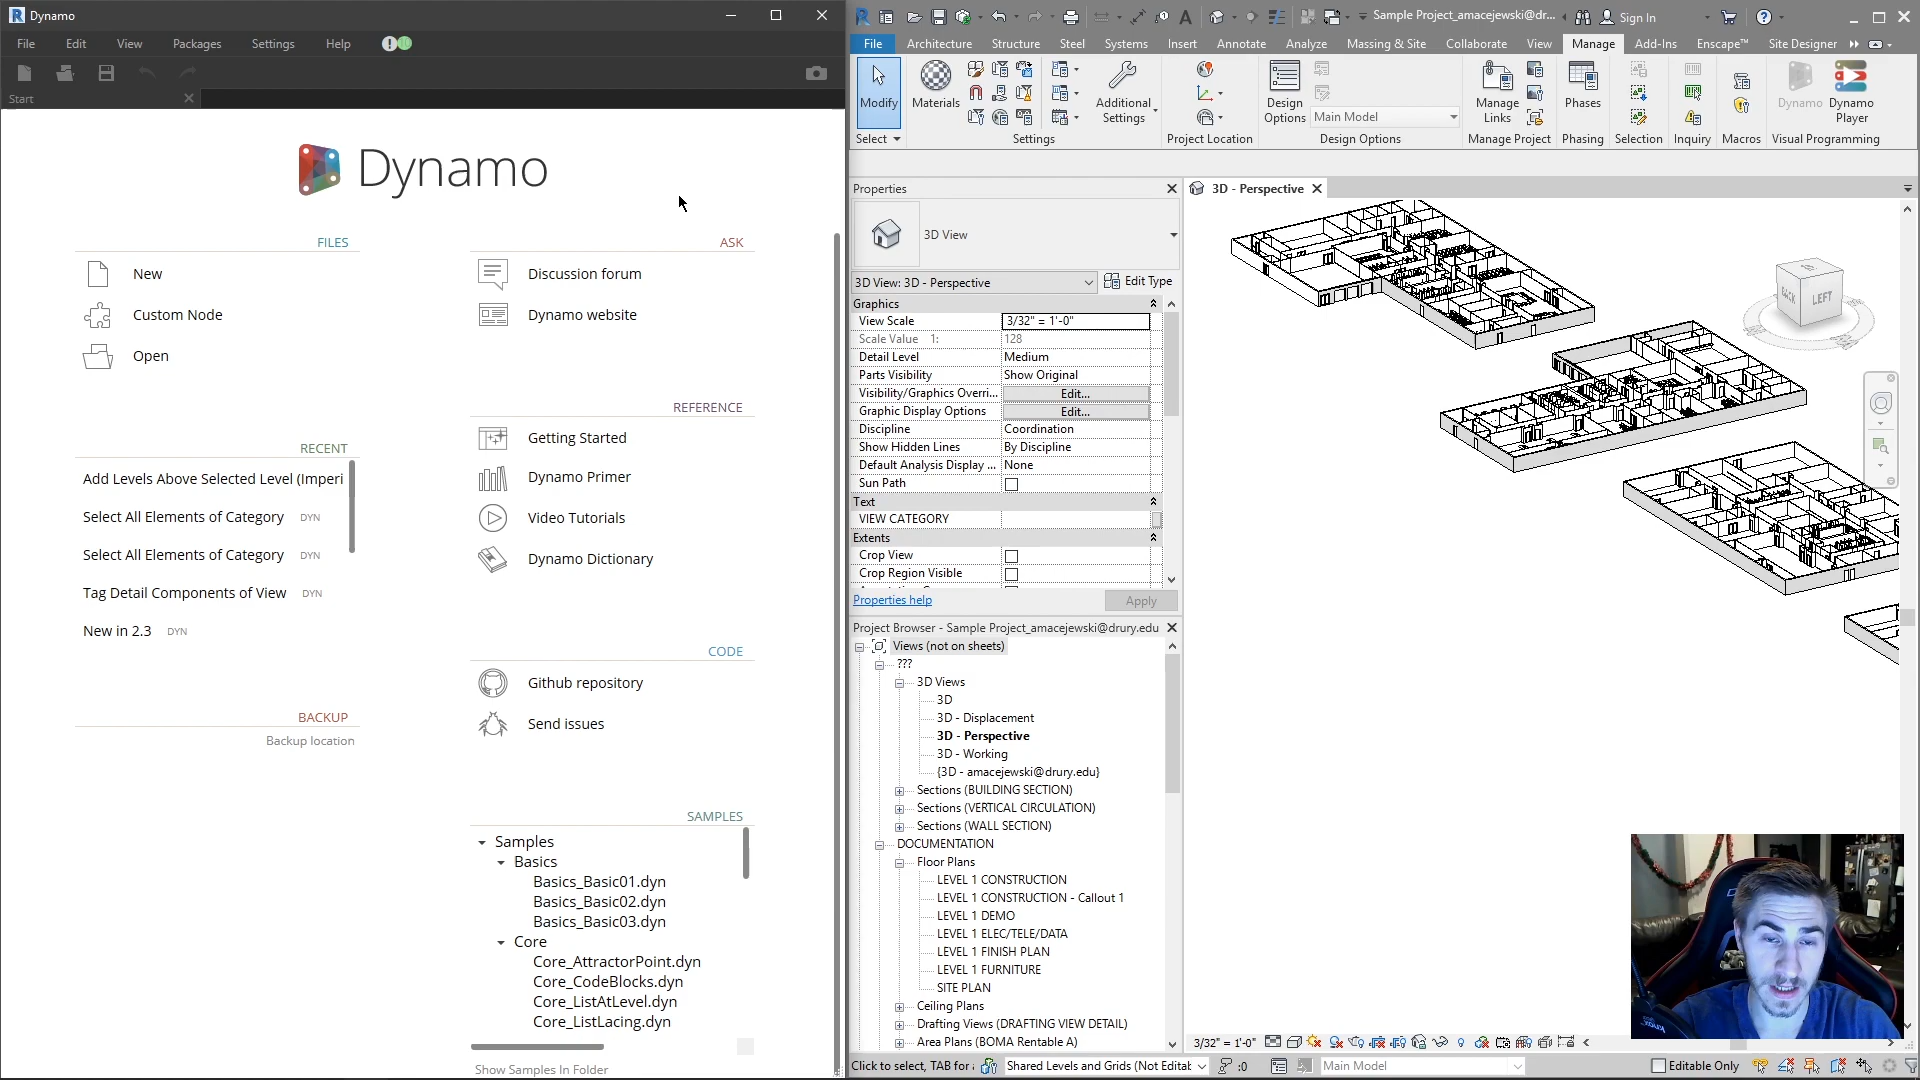 Dynamo
File Edit View Packages Settings Help
Start
Dynamo
FILES
New
Custom Node
Open
RECENT
Add Levels Above Selected Level (Imperi
Select All Elements of Category DYN
Select All Elements of Category DYN
Tag Detail Components of View DYN
New in 2.3 DYN
BACKUP
Backup location
ASK
Discussion forum
Dynamo website
REFERENCE
Getting Started
Dynamo Primer
Video Tutorials
Dynamo Dictionary
CODE
Github repository
Send issues
SAMPLES
Samples
Basics
Basics_Basic01.dyn
Basics_Basic02.dyn
Basics_Basic03.dyn
Core
Core_AttractorPoint.dyn
Core_CodeBlocks.dyn
Core_ListAtLevel.dyn
Core_ListLacing.dyn
Show Samples In Folder
Sample Project_amacejewski@dr... Sign In
File Architecture Structure Steel Systems Insert Annotate Analyze Massing & Site Collaborate View Manage Add-Ins Enscape™ Site Designer
Modify
Materials
Additional Settings
Design Options
Main Model
Manage Links
Phases
Dynamo
Dynamo Player
Select Settings Project Location Design Options Manage Project Phasing Selection Inquiry Macros Visual Programming
Properties
3D View
3D View: 3D - Perspective
Edit Type
Graphics
View Scale 3/32" = 1'-0"
Scale Value 1: 128
Detail Level Medium
Parts Visibility Show Original
Visibility/Graphics Overri... Edit...
Graphic Display Options Edit...
Discipline Coordination
Show Hidden Lines By Discipline
Default Analysis Display ... None
Sun Path
Text
VIEW CATEGORY
Extents
Crop View
Crop Region Visible
Properties help
Apply
Project Browser - Sample Project_amacejewski@drury.edu
Views (not on sheets)
???
3D Views
3D
3D - Displacement
3D - Perspective
3D - Working
{3D - amacejewski@drury.edu}
Sections (BUILDING SECTION)
Sections (VERTICAL CIRCULATION)
Sections (WALL SECTION)
DOCUMENTATION
Floor Plans
LEVEL 1 CONSTRUCTION
LEVEL 1 CONSTRUCTION - Callout 1
LEVEL 1 DEMO
LEVEL 1 ELEC/TELE/DATA
LEVEL 1 FINISH PLAN
LEVEL 1 FURNITURE
SITE PLAN
Ceiling Plans
Drafting Views (DRAFTING VIEW DETAIL)
Area Plans (BOMA Rentable A)
3D - Perspective
BACK LEFT
3/32" = 1'-0"
Click to select, TAB for a
Shared Levels and Grids (Not Editab
:0
Main Model
Editable Only